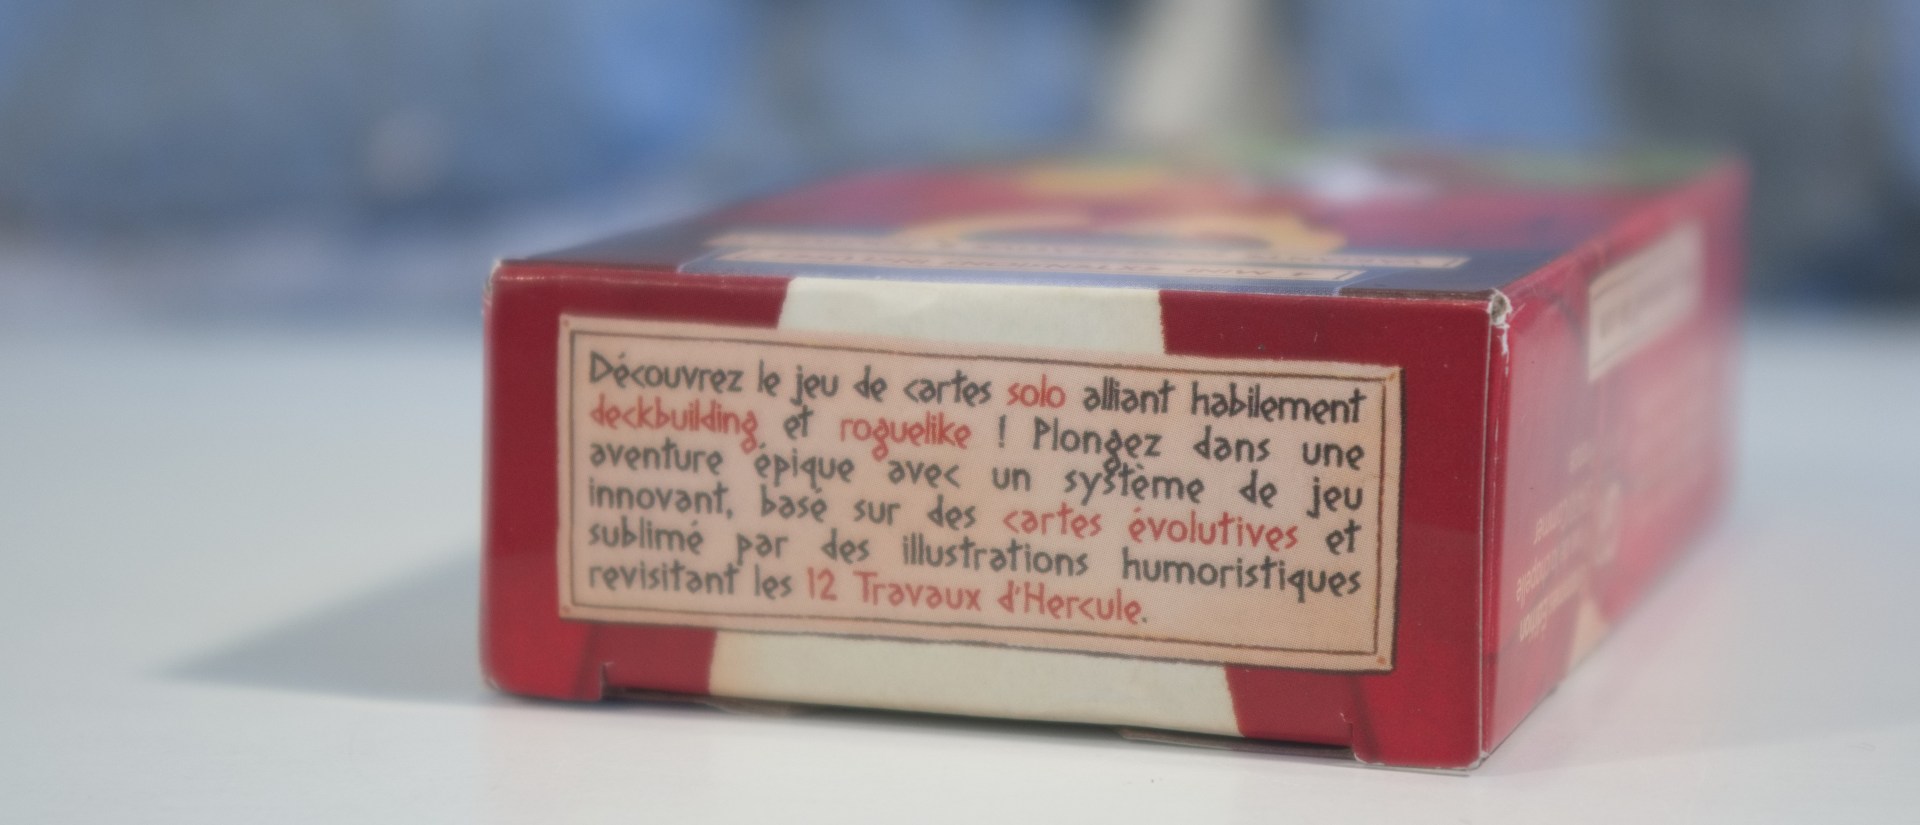 Découvrez le jeu de cartes solo alliant habilement
deckbuilding et roguelike ! Plongez dans une
aventure épique avec un système de jeu
innovant, basé sur des cartes évolutives et
sublimé par des illustrations humoristiques
revisitant les 12 Travaux d'Hercule.